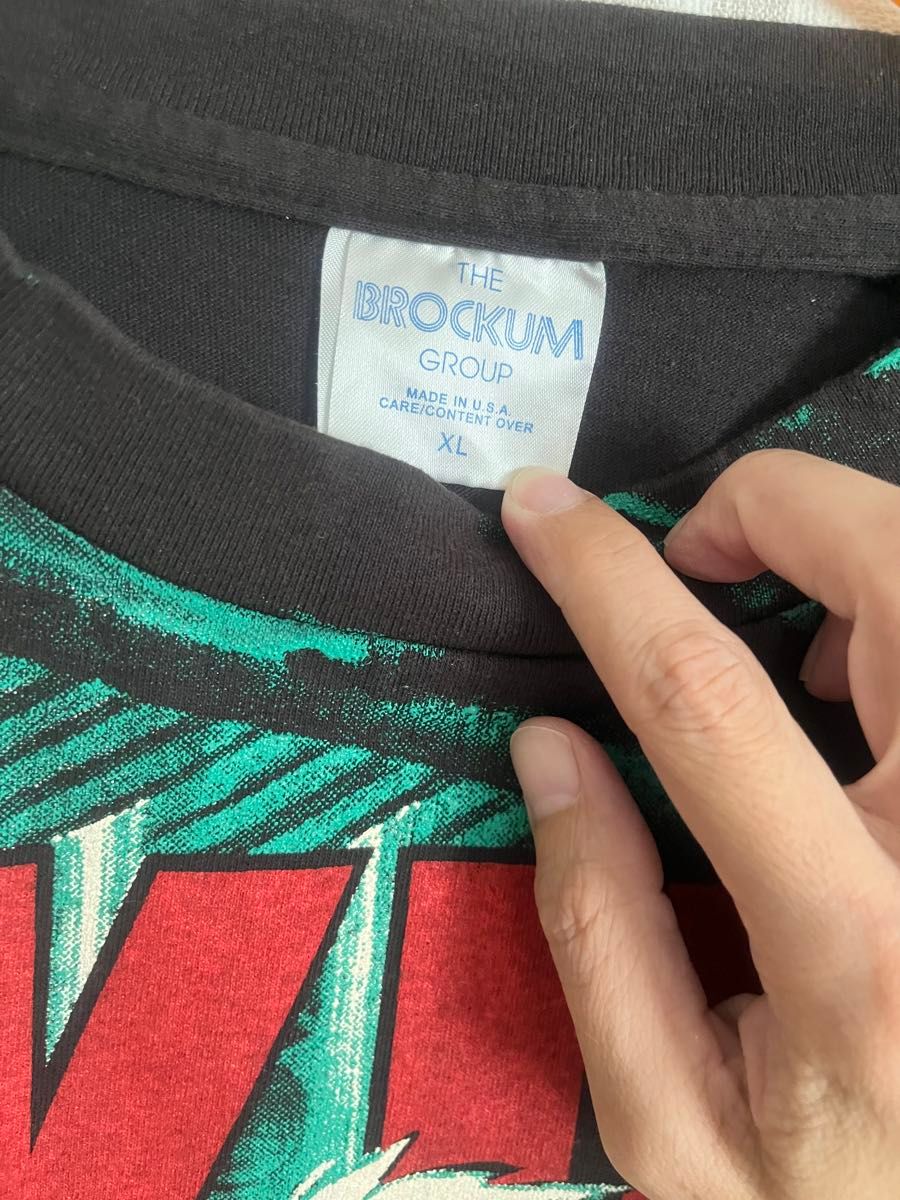 THE
BROCKUM
GROUP
MADE IN U.S.A.
CARE/CONTENT OVER
XL